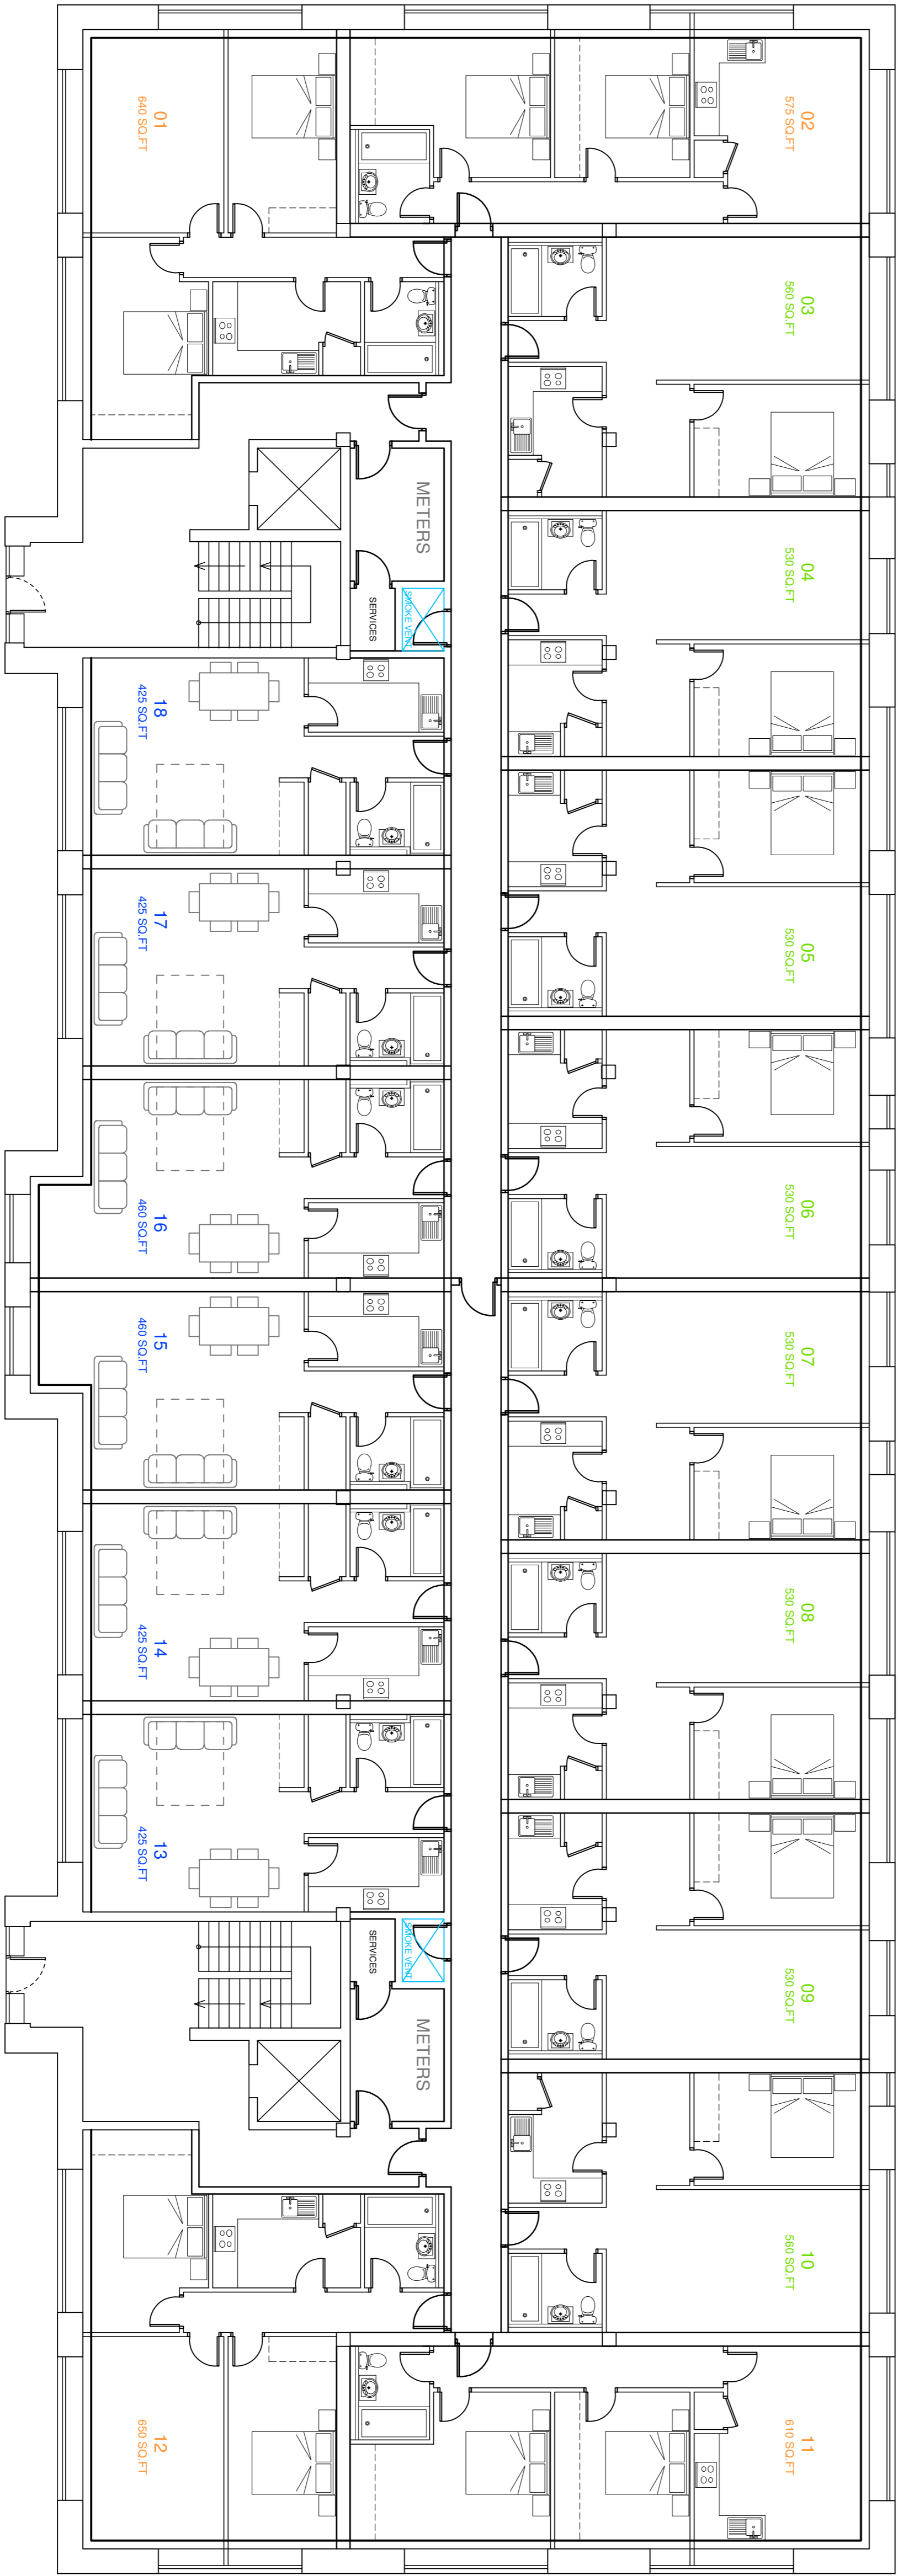 01
640 SQ.FT
02
575 SQ.FT
03
560 SQ.FT
METERS
04
530 SQ.FT
SERVICES
SMOKE VENT
18
425 SQ.FT
17
425 SQ.FT
05
530 SQ.FT
16
460 SQ.FT
06
530 SQ.FT
15
460 SQ.FT
07
530 SQ.FT
14
425 SQ.FT
08
530 SQ.FT
13
425 SQ.FT
SERVICES
SMOKE VENT
09
530 SQ.FT
METERS
10
560 SQ.FT
12
650 SQ.FT
11
610 SQ.FT